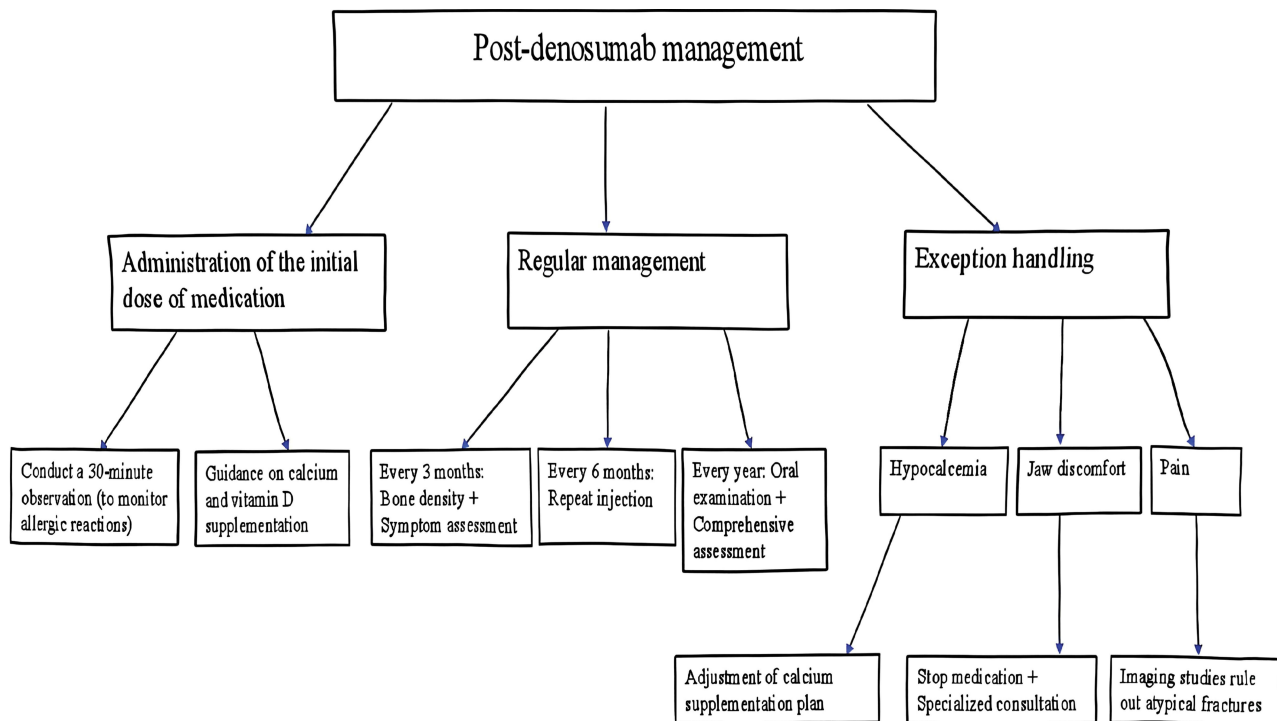 Post-denosumab management
Administration of the initial
dose of medication
Regular management
Exception handling
Conduct a 30-minute
observation (to monitor
allergic reactions)
Guidance on calcium
and vitamin D
supplementation
Every 3 months:
Bone density +
Symptom assessment
Every 6 months:
Repeat injection
Every year: Oral
examination +
Comprehensive
assessment
Hypocalcemia
Jaw discomfort
Pain
Adjustment of calcium
supplementation plan
Stop medication +
Specialized consultation
Imaging studies rule
out atypical fractures